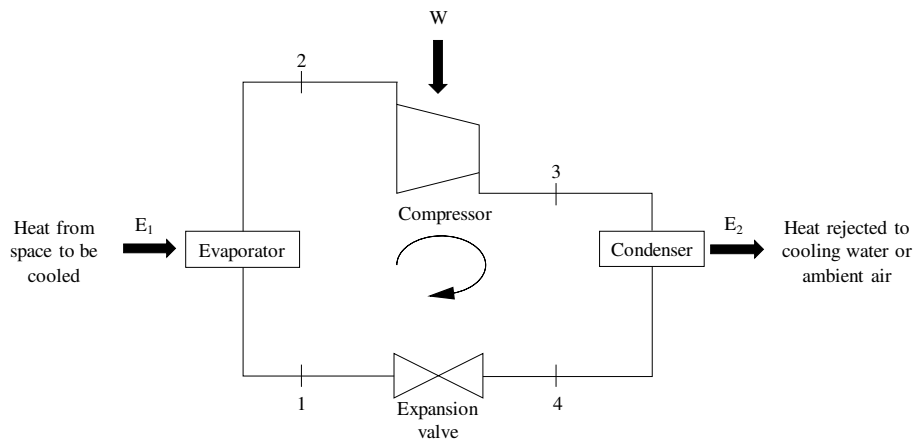 W
2
3
Compressor
Heat from
space to be
cooled
E₁
Evaporator
Condenser
E₂
Heat rejected to
cooling water or
ambient air
1
Expansion
valve
4